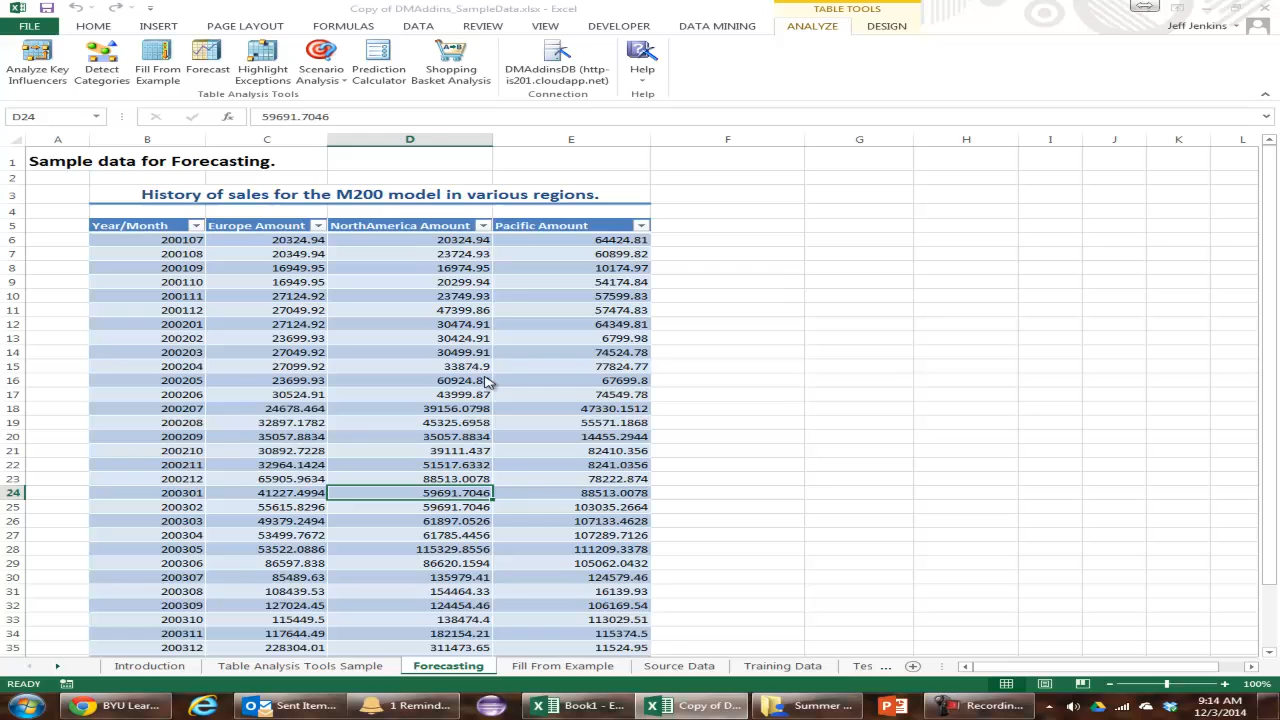 Copy of DMAddins_SampleData.xlsx - Excel
TABLE TOOLS
FILE HOME INSERT PAGE LAYOUT FORMULAS DATA REVIEW VIEW DEVELOPER DATA MINING ANALYZE DESIGN Jeff Jenkins
Analyze Key Influencers
Detect Categories
Fill From Example
Forecast
Highlight Exceptions
Scenario Analysis
Prediction Calculator
Shopping Basket Analysis
DMAddinsDB (http-is201.cloudapp.net)
Help
Table Analysis Tools Connection Help
D24 fx 59691.7046
A B C D E F G H I J K L
1 Sample data for Forecasting.
2
3 History of sales for the M200 model in various regions.
4
5 Year/Month Europe Amount NorthAmerica Amount Pacific Amount
6 200107 20324.94 20324.94 64424.81
7 200108 20349.94 23724.93 60899.82
8 200109 16949.95 16974.95 10174.97
9 200110 16949.95 20299.94 54174.84
10 200111 27124.92 23749.93 57599.83
11 200112 27049.92 47399.86 57474.83
12 200201 27124.92 30474.91 64349.81
13 200202 23699.93 30424.91 6799.98
14 200203 27049.92 30499.91 74524.78
15 200204 27099.92 33874.9 77824.77
16 200205 23699.93 60924.8 67699.8
17 200206 30524.91 43999.87 74549.78
18 200207 24678.464 39156.0798 47330.1512
19 200208 32897.1782 45325.6958 55571.1868
20 200209 35057.8834 35057.8834 14455.2944
21 200210 30892.7228 39111.437 82410.356
22 200211 32964.1424 51517.6332 8241.0356
23 200212 65905.9634 88513.0078 78222.874
24 200301 41227.4994 59691.7046 88513.0078
25 200302 55615.8296 59691.7046 103035.2664
26 200303 49379.2494 61897.0526 107133.4628
27 200304 53499.7672 61785.4456 107289.7126
28 200305 53522.0886 115329.8556 111209.3378
29 200306 86597.838 86620.1594 105062.0432
30 200307 85489.63 135979.41 124579.46
31 200308 108439.53 154464.33 16139.93
32 200309 127024.45 124454.46 106169.54
33 200310 115449.5 138474.4 113029.51
34 200311 117644.49 182154.21 115374.5
35 200312 228304.01 311473.65 11524.95
Introduction Table Analysis Tools Sample Forecasting Fill From Example Source Data Training Data Tes ...
READY 100%
BYU Lear... Sent Item... 1 Remind... Book1 - E... Copy of D... Summer ... Recordin... 9:14 AM
12/3/2014